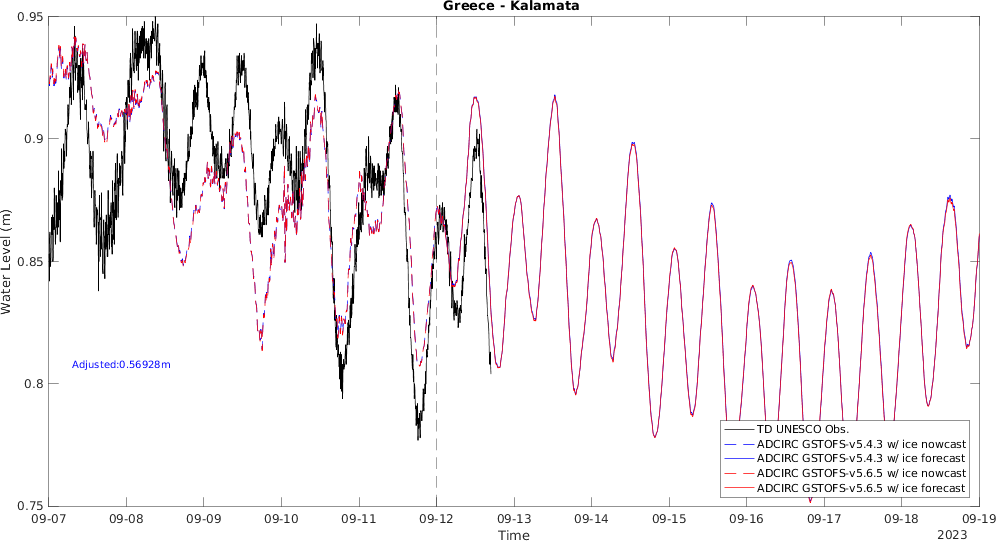 Greece - Kalamata
0.95
0.9
0.85
0.8
0.75
Water Level (m)
Adjusted:0.56928m
TD UNESCO Obs.
ADCIRC GSTOFS-v5.4.3 w/ ice nowcast
ADCIRC GSTOFS-v5.4.3 w/ ice forecast
ADCIRC GSTOFS-v5.6.5 w/ ice nowcast
ADCIRC GSTOFS-v5.6.5 w/ ice forecast
09-07 09-08 09-09 09-10 09-11 09-12 09-13 09-14 09-15 09-16 09-17 09-18 09-19
Time
2023